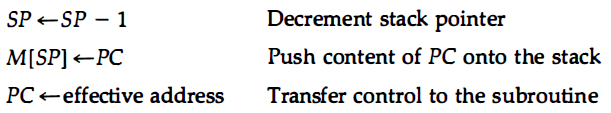 SP ← SP − 1 Decrement stack pointer
M[SP] ← PC Push content of PC onto the stack
PC ← effective address Transfer control to the subroutine